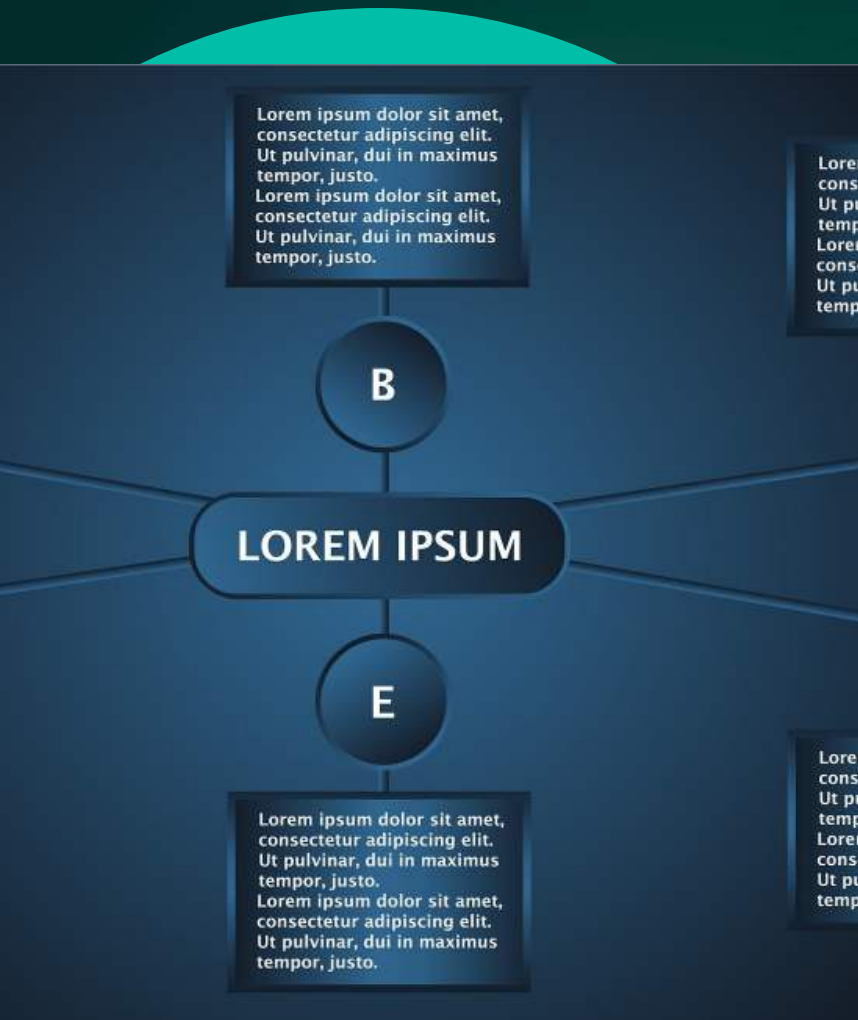 Lorem ipsum dolor sit amet,
consectetur adipiscing elit.
Ut pulvinar, dui in maximus
tempor, justo.
Lorem ipsum dolor sit amet,
consectetur adipiscing elit.
Ut pulvinar, dui in maximus
tempor, justo.
B
LOREM IPSUM
E
Lorem ipsum dolor sit amet,
consectetur adipiscing elit.
Ut pulvinar, dui in maximus
tempor, justo.
Lorem ipsum dolor sit amet,
consectetur adipiscing elit.
Ut pulvinar, dui in maximus
tempor, justo.